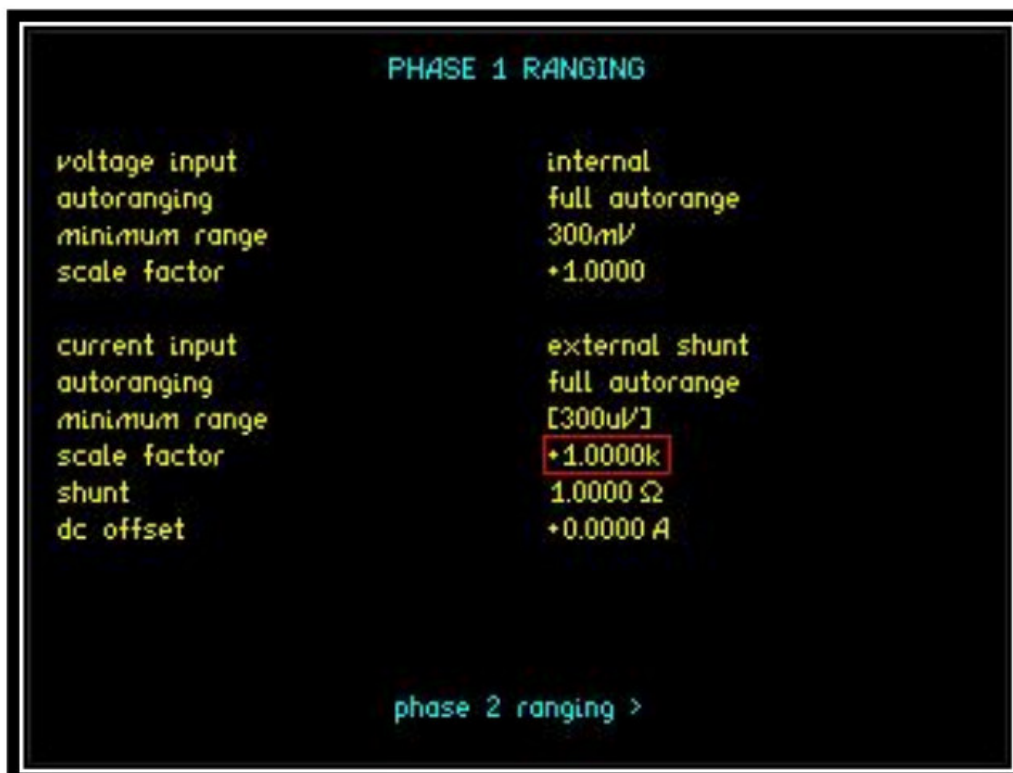 PHASE 1 RANGING
voltage input internal
autoranging full autorange
minimum range 300mV
scale factor +1.0000
current input external shunt
autoranging full autorange
minimum range [300uV]
scale factor +1.0000k
shunt 1.0000 Ω
dc offset +0.0000 A
phase 2 ranging >